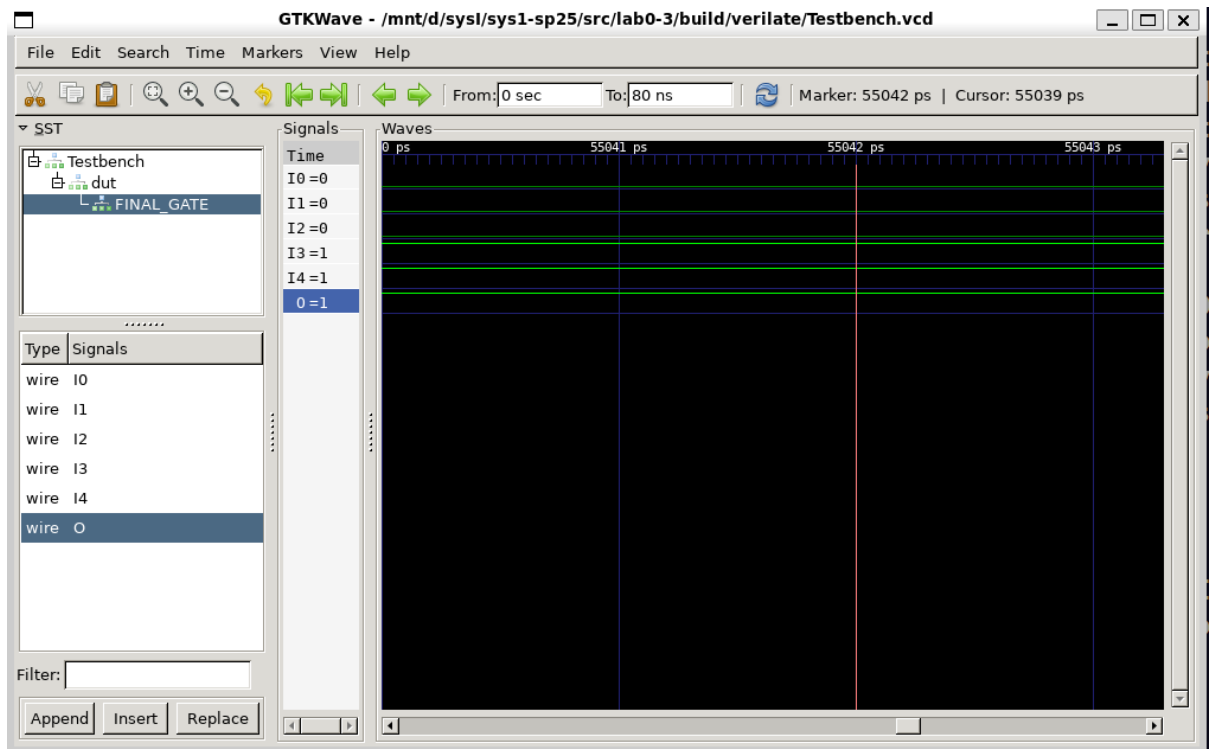 GTKWave - /mnt/d/sysI/sys1-sp25/src/lab0-3/build/verilate/Testbench.vcd
File Edit Search Time Markers View Help
From: 0 sec To: 80 ns Marker: 55042 ps | Cursor: 55039 ps
SST
Testbench
dut
FINAL_GATE
Type Signals
wire I0
wire I1
wire I2
wire I3
wire I4
wire O
Filter:
Append Insert Replace
Signals
Time
I0 =0
I1 =0
I2 =0
I3 =1
I4 =1
O =1
Waves
0 ps 55041 ps 55042 ps 55043 ps